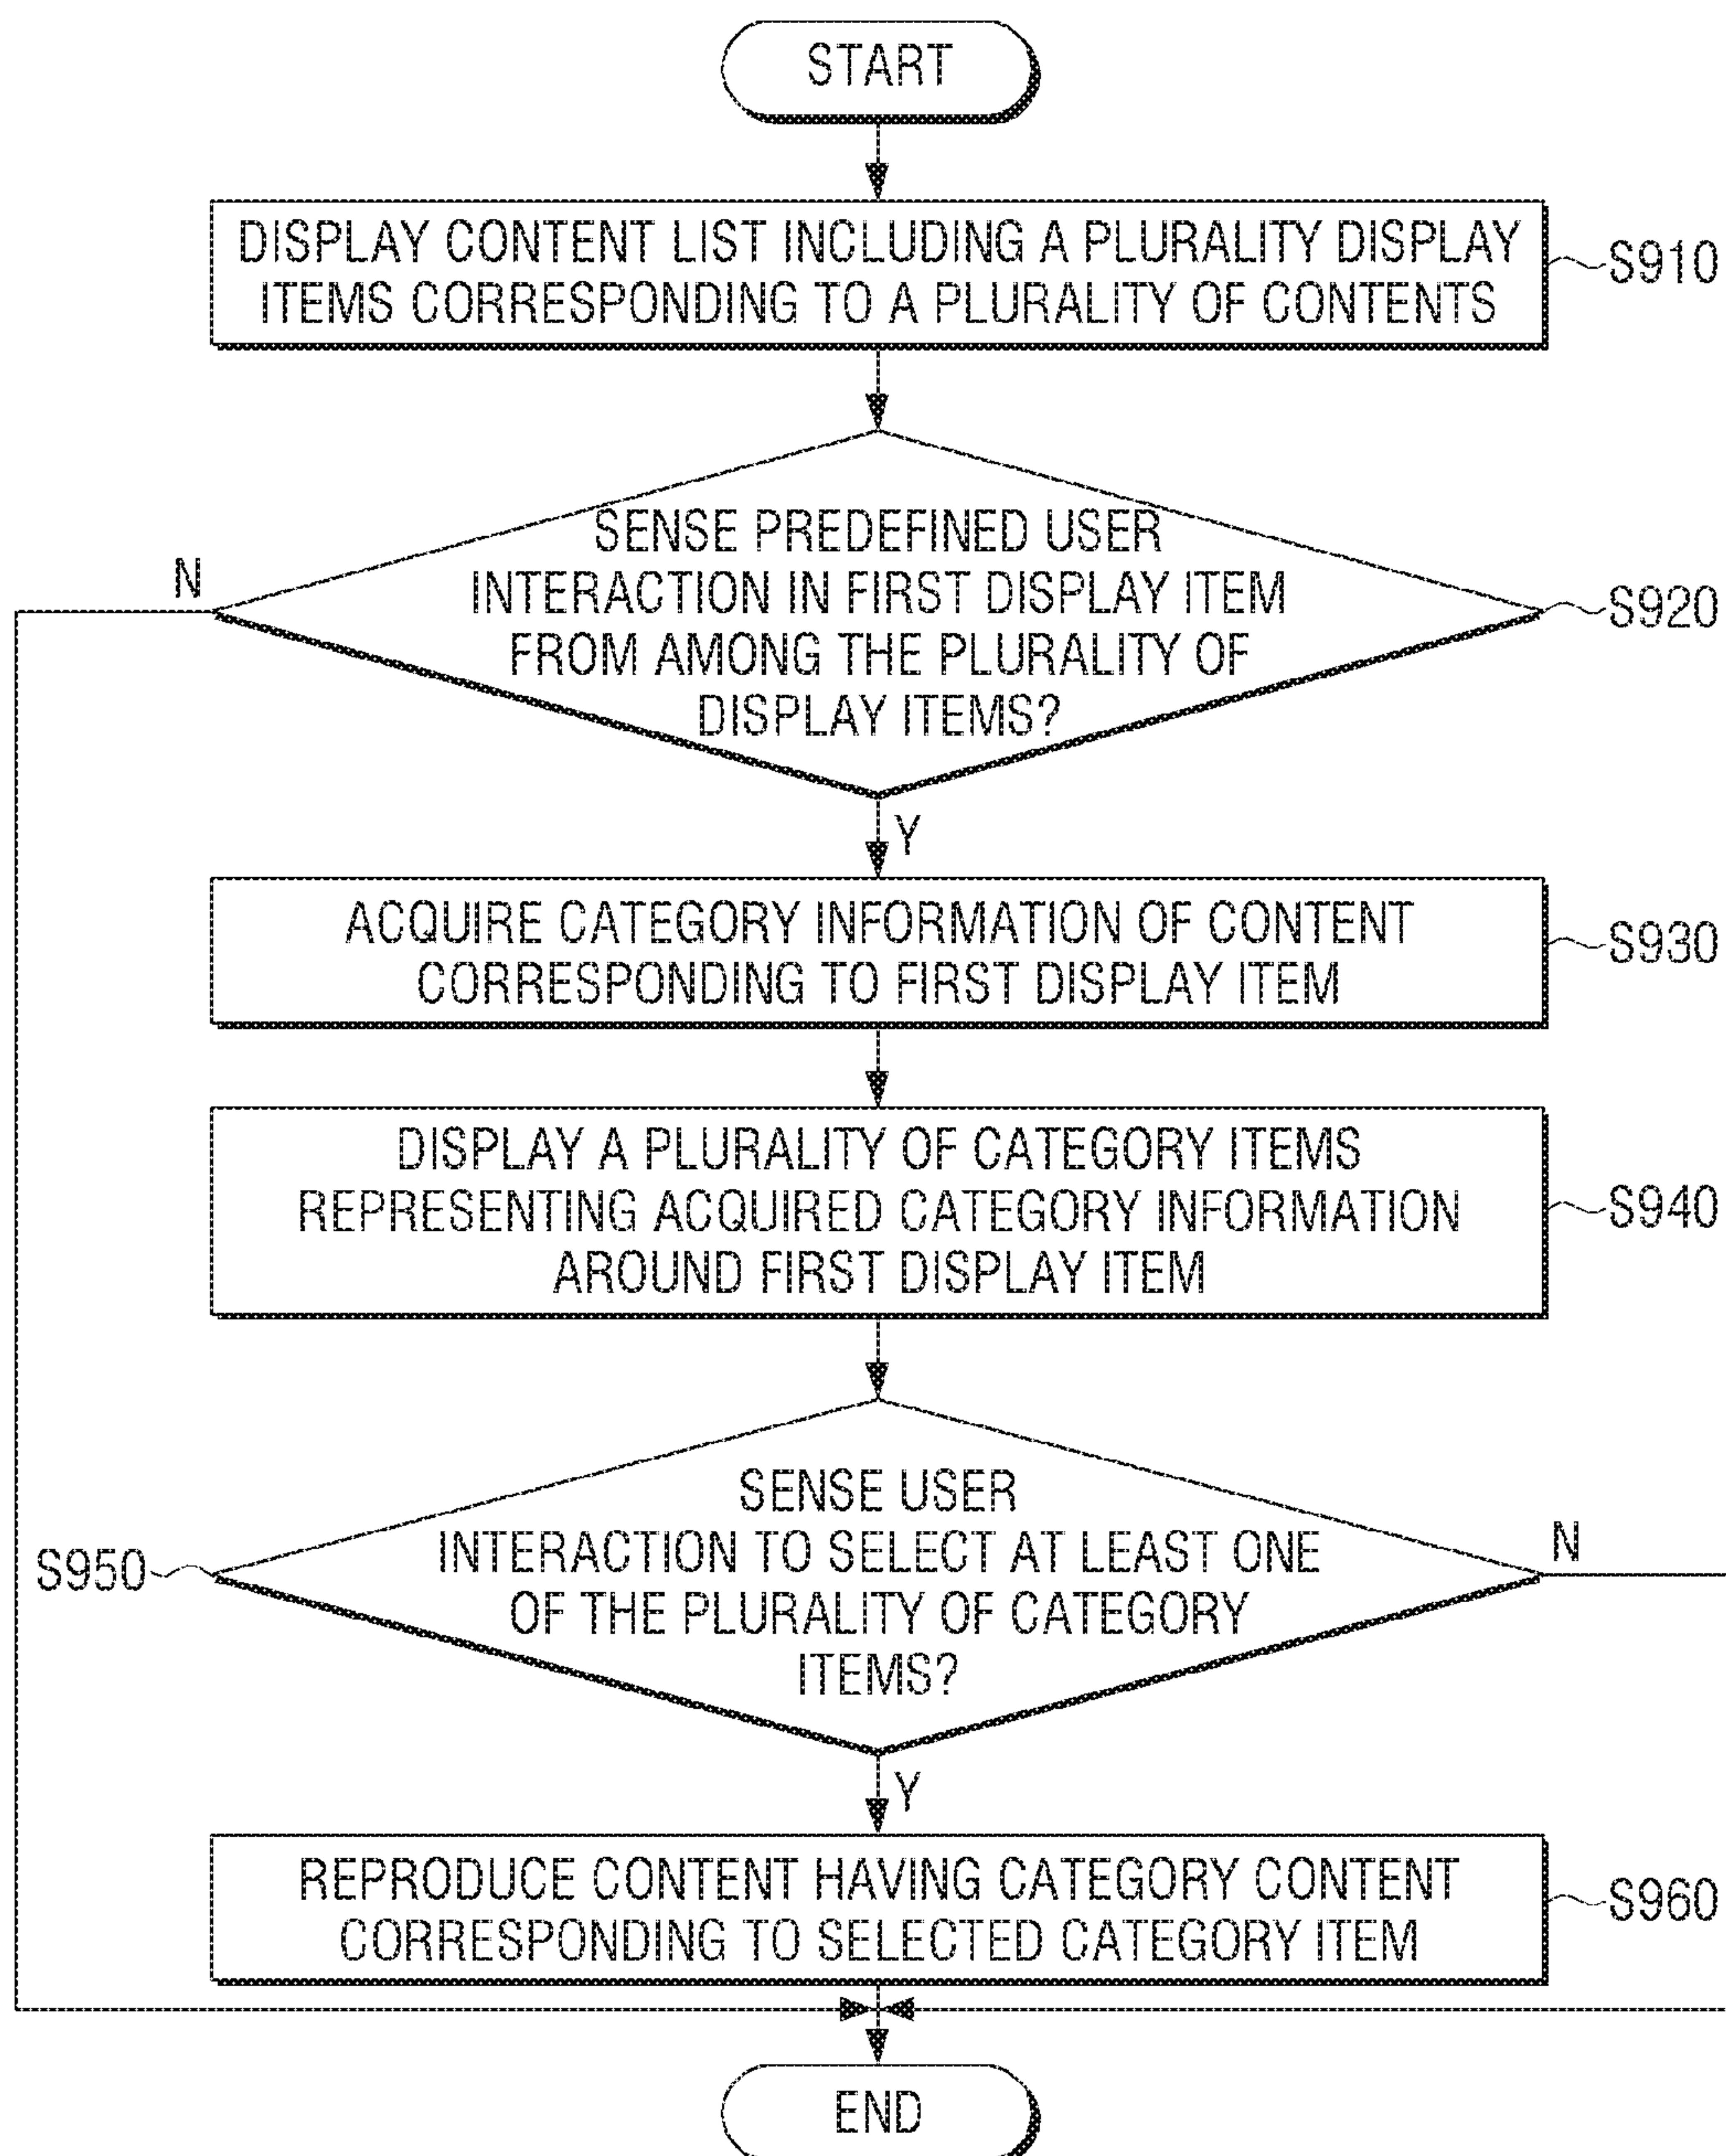 START
DISPLAY CONTENT LIST INCLUDING A PLURALITY DISPLAY
ITEMS CORRESPONDING TO A PLURALITY OF CONTENTS
S910
SENSE PREDEFINED USER
INTERACTION IN FIRST DISPLAY ITEM
FROM AMONG THE PLURALITY OF
DISPLAY ITEMS?
N
S920
Y
ACQUIRE CATEGORY INFORMATION OF CONTENT
CORRESPONDING TO FIRST DISPLAY ITEM
S930
DISPLAY A PLURALITY OF CATEGORY ITEMS
REPRESENTING ACQUIRED CATEGORY INFORMATION
AROUND FIRST DISPLAY ITEM
S940
SENSE USER
INTERACTION TO SELECT AT LEAST ONE
OF THE PLURALITY OF CATEGORY
ITEMS?
S950
N
Y
REPRODUCE CONTENT HAVING CATEGORY CONTENT
CORRESPONDING TO SELECTED CATEGORY ITEM
S960
END